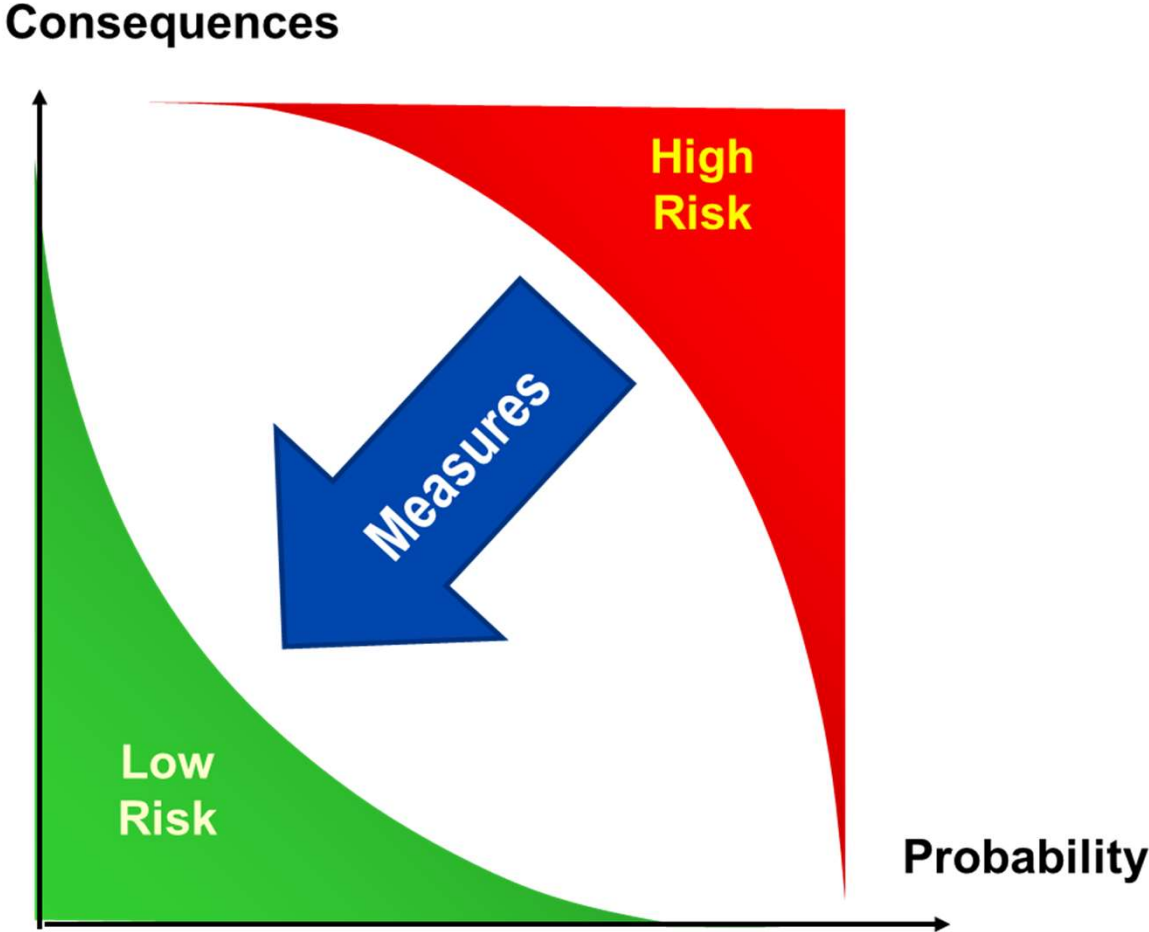 Consequences
High
Risk
Measures
Low
Risk
Probability